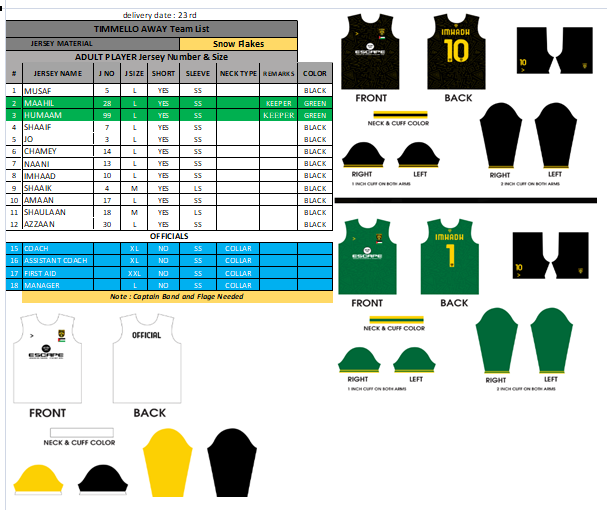 delivery date : 23rd
TIMMELLO AWAY Team List
JERSEY MATERIAL Snow Flakes
ADULT PLAYER Jersey Number & Size
# JERSEY NAME J NO J SIZE SHORT SLEEVE NECK TYPE REMARKS COLOR
1 MUSAF 5 L YES SS BLACK
2 MAAHIL 28 L YES SS KEEPER GREEN
3 HUMAAM 99 L YES SS KEEPER GREEN
4 SHAAIF 7 L YES SS BLACK
5 JO 3 L YES SS BLACK
6 CHAMEY 14 L YES SS BLACK
7 NAANI 13 L YES SS BLACK
8 IMHAAD 10 L YES SS BLACK
9 SHAAIK 4 M YES LS BLACK
10 AMAAN 17 L YES SS BLACK
11 SHAULAAN 18 M YES SS BLACK
12 AZZAAN 30 L YES SS BLACK
OFFICIALS
15 COACH XL NO SS COLLAR
16 ASSISTANT COACH XL NO SS COLLAR
17 FIRST AID XXL NO SS COLLAR
18 MANAGER L NO SS COLLAR
Note : Captain Band and Flage Needed
ESCAPE
OFFICIAL
FRONT BACK
NECK & CUFF COLOR
ESCAPE
IMHADH
10
10
FRONT BACK
NECK & CUFF COLOR
RIGHT LEFT
1 INCH CUFF ON BOTH ARMS
RIGHT LEFT
2 INCH CUFF ON BOTH ARMS
ESCAPE
IMHADH
1
10
FRONT BACK
NECK & CUFF COLOR
RIGHT LEFT
1 INCH CUFF ON BOTH ARMS
RIGHT LEFT
2 INCH CUFF ON BOTH ARMS